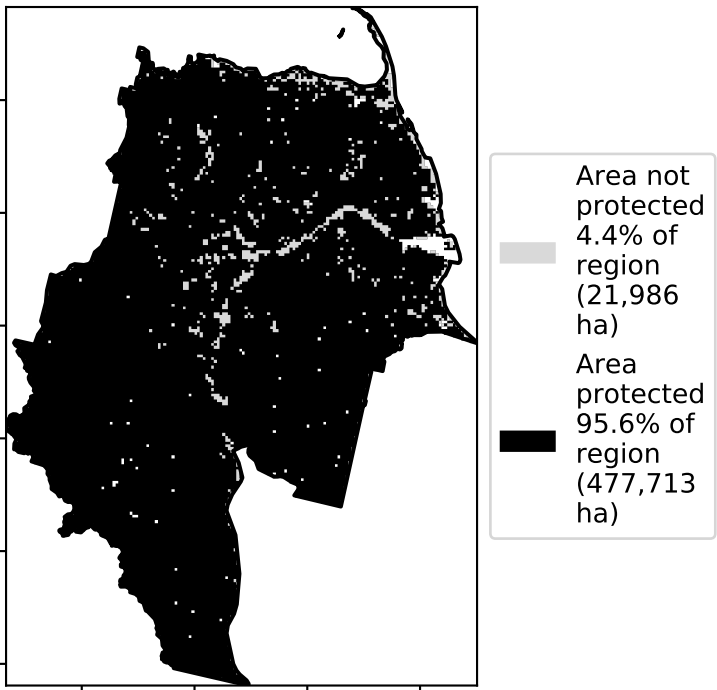 Area not
protected
4.4% of
region
(21,986
ha)
Area
protected
95.6% of
region
(477,713
ha)